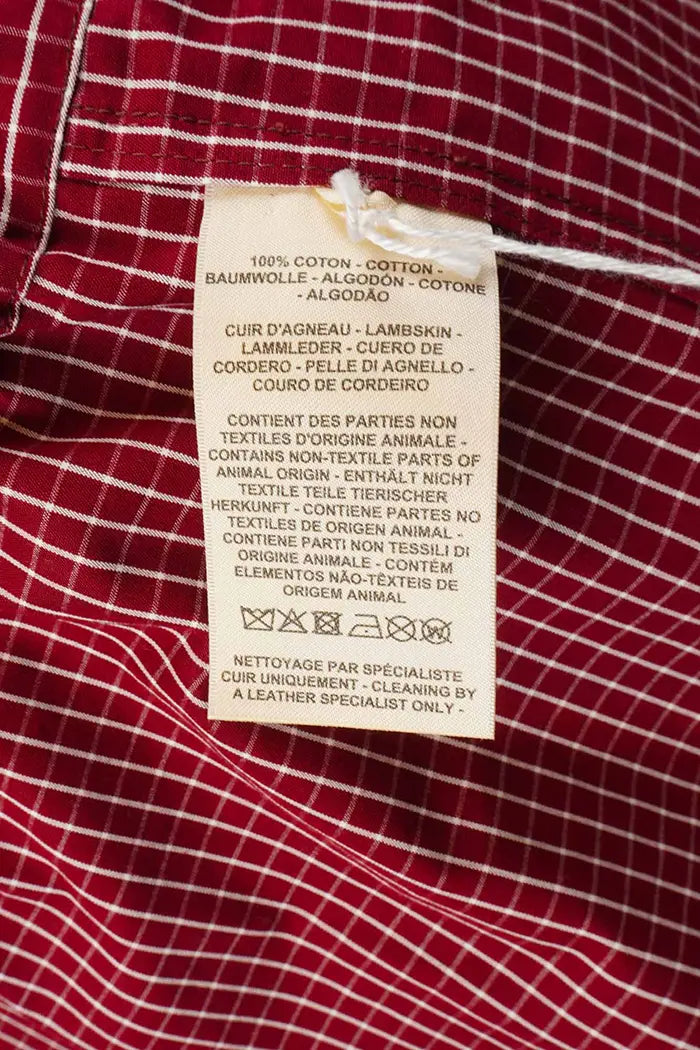 100% COTON - COTTON -
BAUMWOLLE - ALGODÓN - COTONE
- ALGODÃO
CUIR D'AGNEAU - LAMBSKIN -
LAMMLEDER - CUERO DE
CORDERO - PELLE DI AGNELLO -
COURO DE CORDEIRO
CONTIENT DES PARTIES NON
TEXTILES D'ORIGINE ANIMALE -
CONTAINS NON-TEXTILE PARTS OF
ANIMAL ORIGIN - ENTHÄLT NICHT
TEXTILE TEILE TIERISCHER
HERKUNFT - CONTIENE PARTES NO
TEXTILES DE ORIGEN ANIMAL -
CONTIENE PARTI NON TESSILI DI
ORIGINE ANIMALE - CONTÉM
ELEMENTOS NÃO-TÊXTEIS DE
ORIGEM ANIMAL
NETTOYAGE PAR SPÉCIALISTE
CUIR UNIQUEMENT - CLEANING BY
A LEATHER SPECIALIST ONLY -